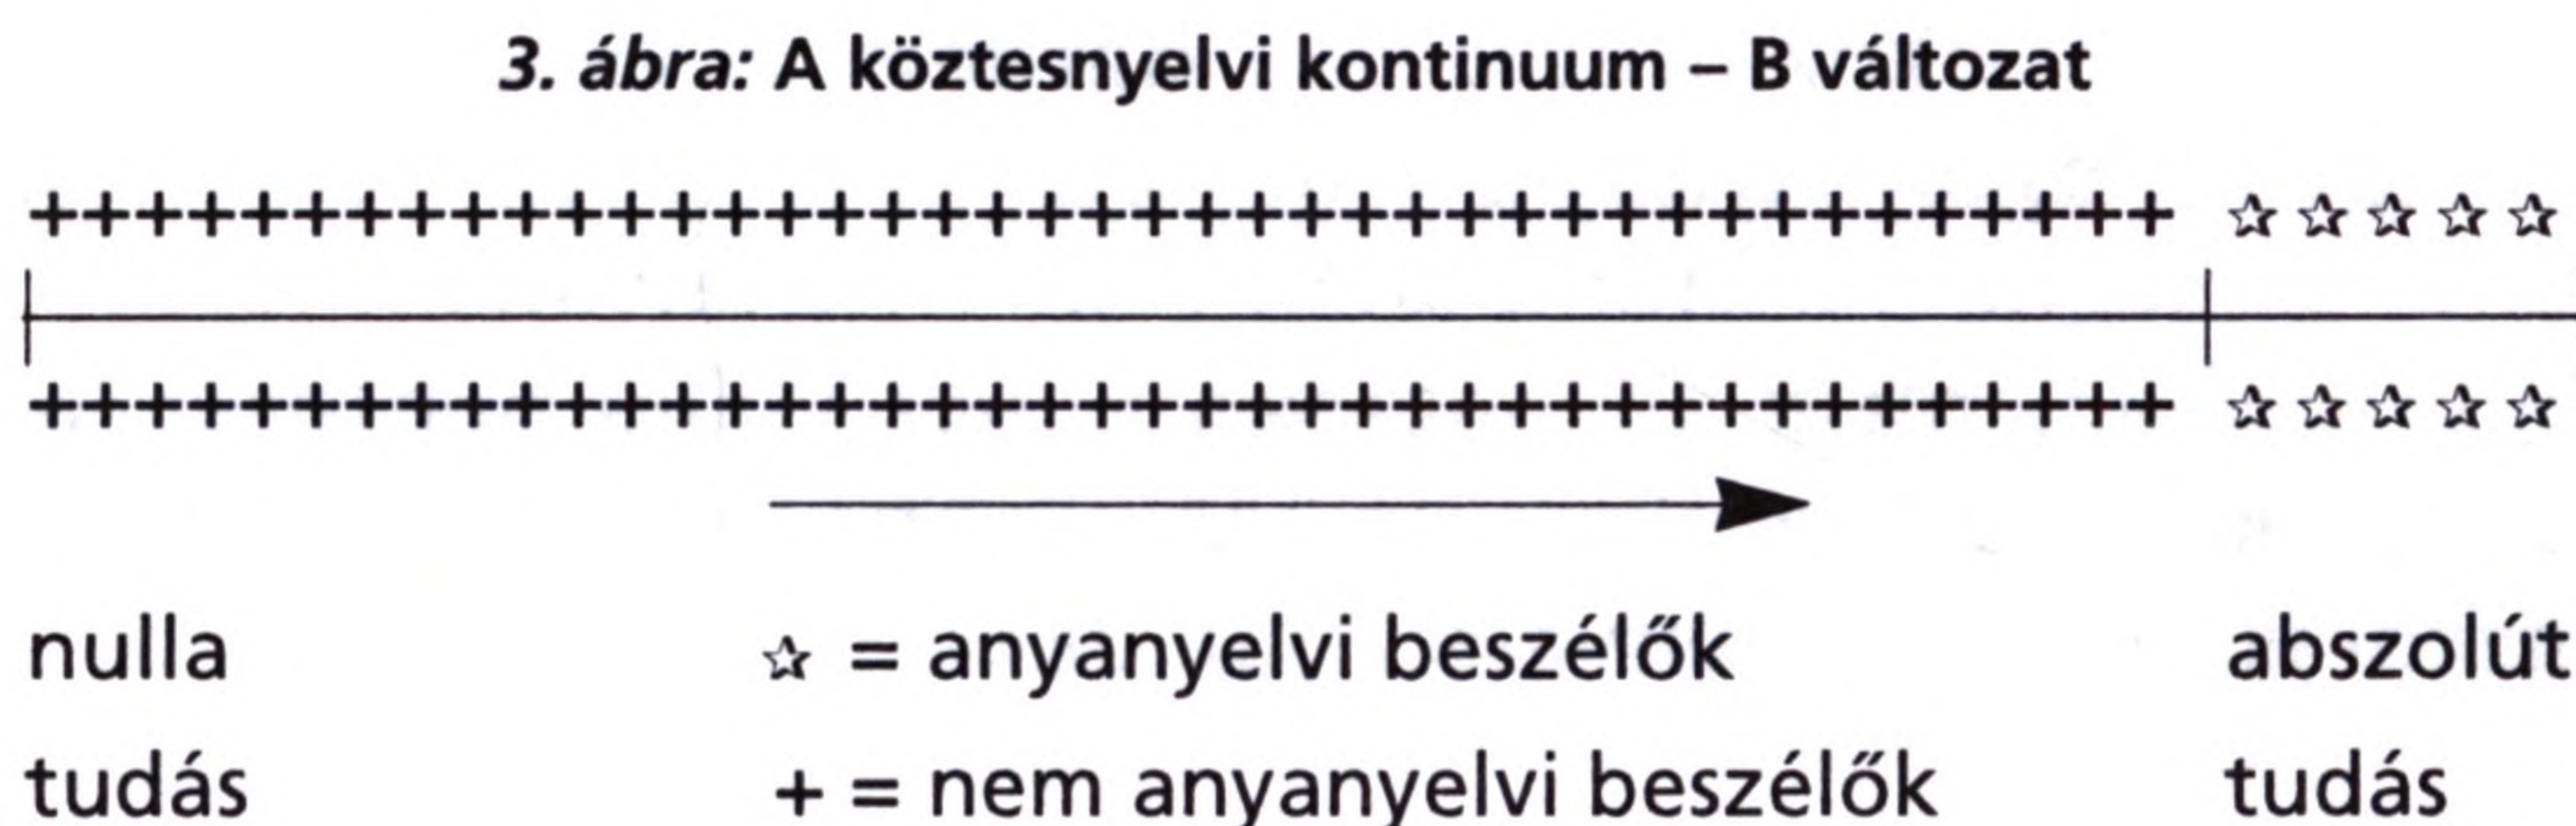 3. ábra: A köztesnyelvi kontinuum – B változat
+++++++++++++++++++++++++++++++++++++++++ ☆ ☆ ☆ ☆ ☆
+++++++++++++++++++++++++++++++++++++++++ ☆ ☆ ☆ ☆ ☆
nulla ☆ = anyanyelvi beszélők abszolút
tudás + = nem anyanyelvi beszélők tudás